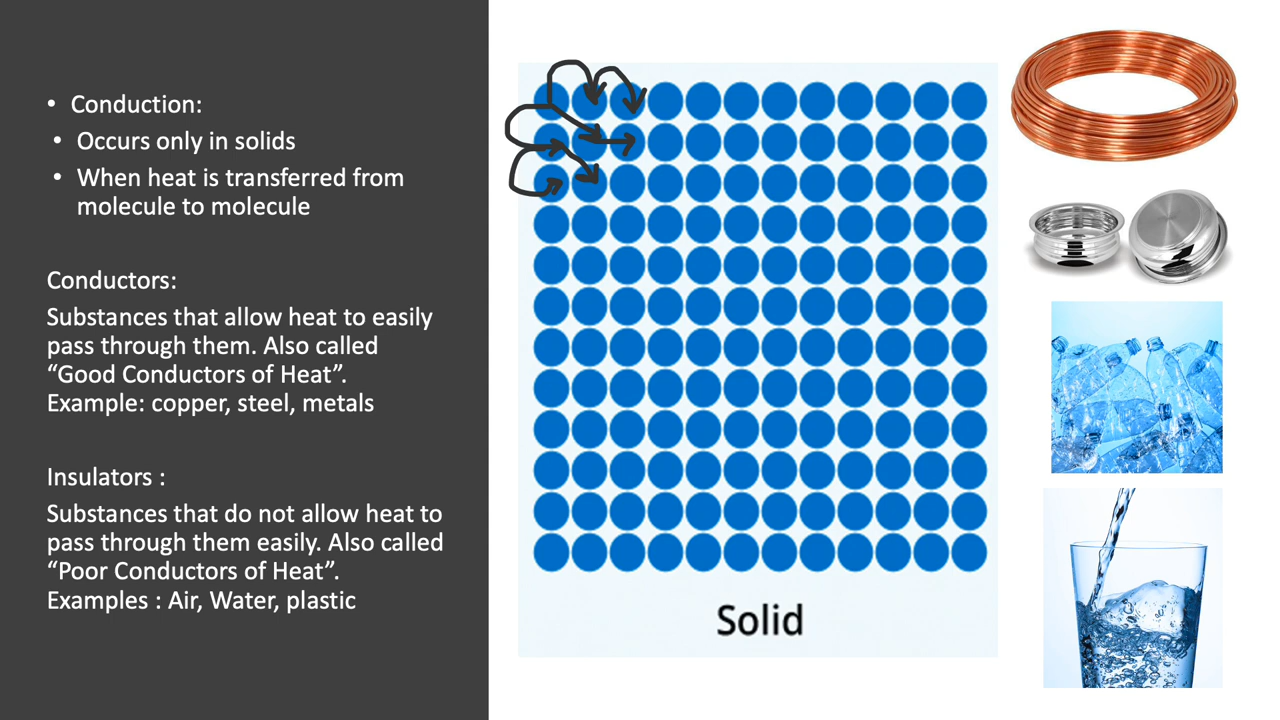 • Conduction:
• Occurs only in solids
• When heat is transferred from
molecule to molecule
Conductors:
Substances that allow heat to easily
pass through them. Also called
“Good Conductors of Heat”.
Example: copper, steel, metals
Insulators :
Substances that do not allow heat to
pass through them easily. Also called
“Poor Conductors of Heat”.
Examples : Air, Water, plastic
Solid